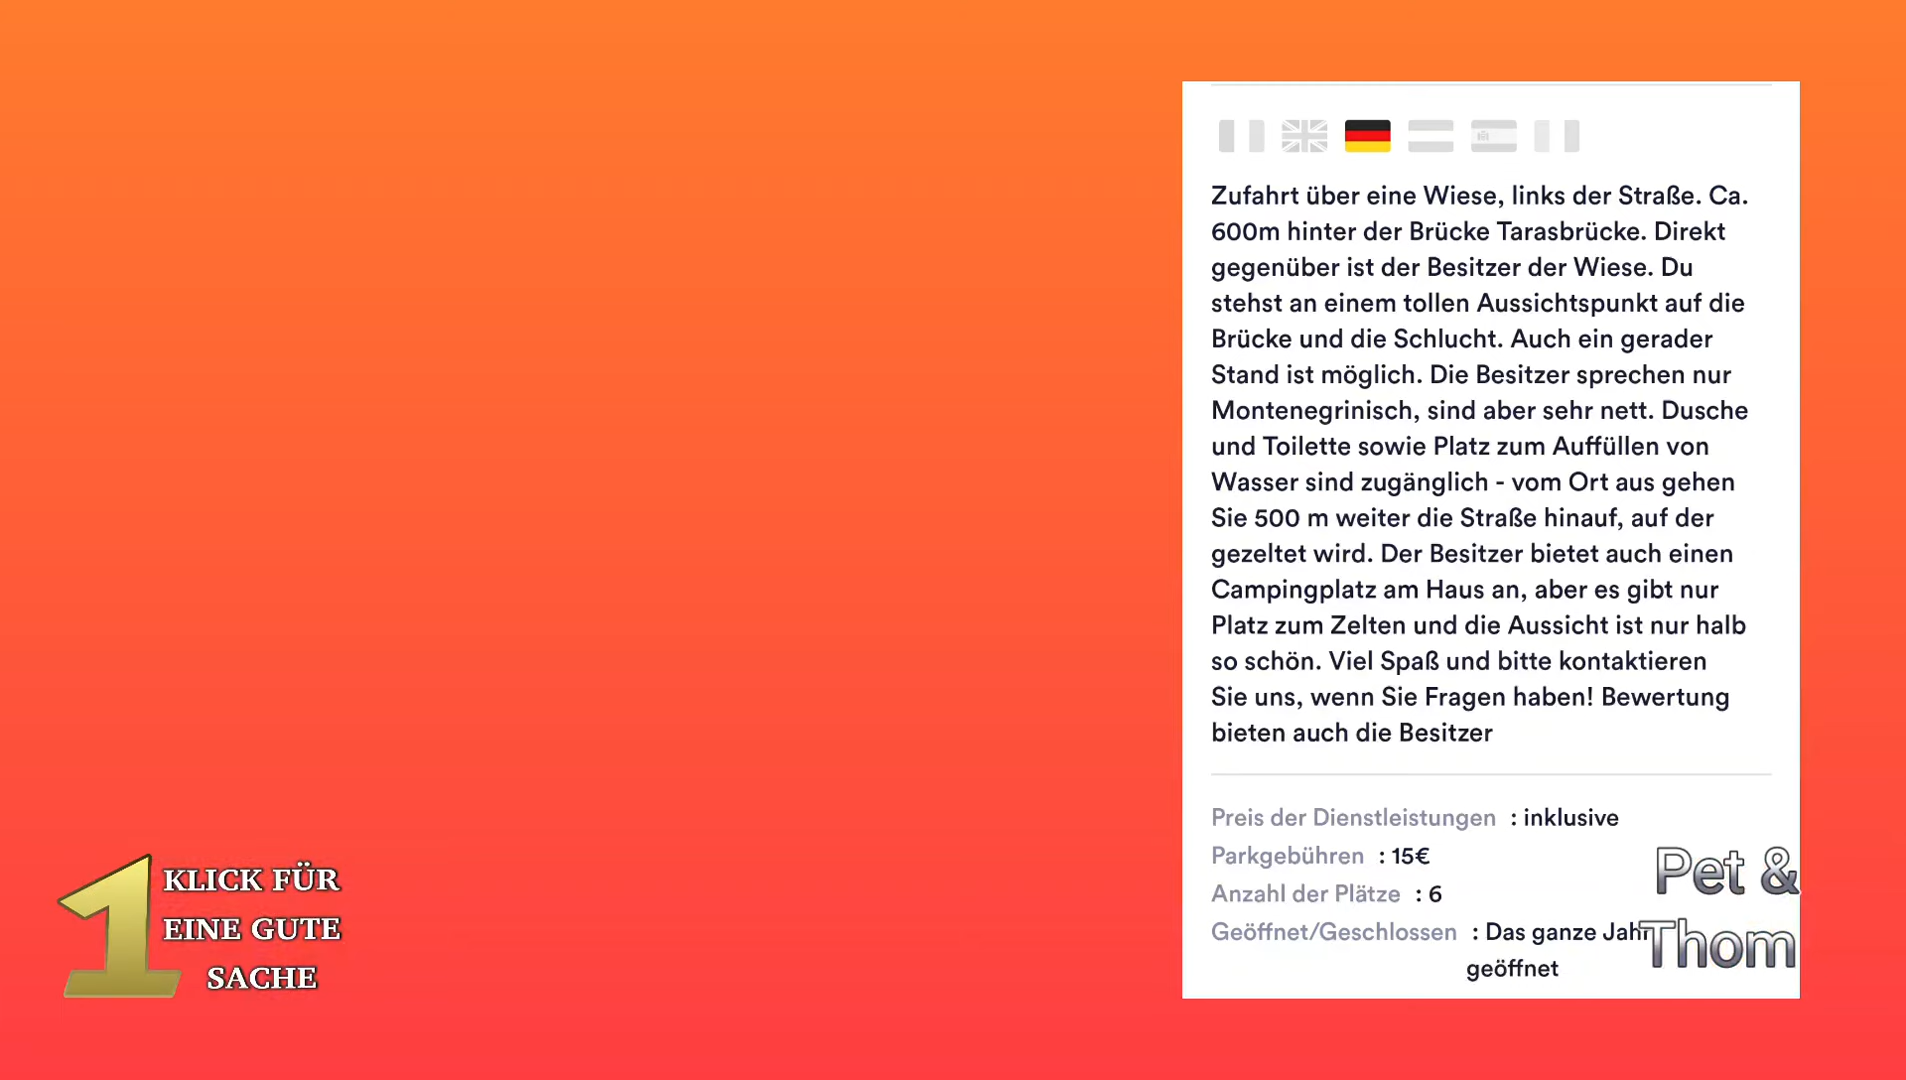 Zufahrt über eine Wiese, links der Straße. Ca.
600m hinter der Brücke Tarasbrücke. Direkt
gegenüber ist der Besitzer der Wiese. Du
stehst an einem tollen Aussichtspunkt auf die
Brücke und die Schlucht. Auch ein gerader
Stand ist möglich. Die Besitzer sprechen nur
Montenegrinisch, sind aber sehr nett. Dusche
und Toilette sowie Platz zum Auffüllen von
Wasser sind zugänglich - vom Ort aus gehen
Sie 500 m weiter die Straße hinauf, auf der
gezeltet wird. Der Besitzer bietet auch einen
Campingplatz am Haus an, aber es gibt nur
Platz zum Zelten und die Aussicht ist nur halb
so schön. Viel Spaß und bitte kontaktieren
Sie uns, wenn Sie Fragen haben! Bewertung
bieten auch die Besitzer
Preis der Dienstleistungen : inklusive
Parkgebühren : 15€
Anzahl der Plätze : 6
Geöffnet/Geschlossen : Das ganze Jahr
geöffnet
Pet &
Thom
1 KLICK FÜR
EINE GUTE
SACHE